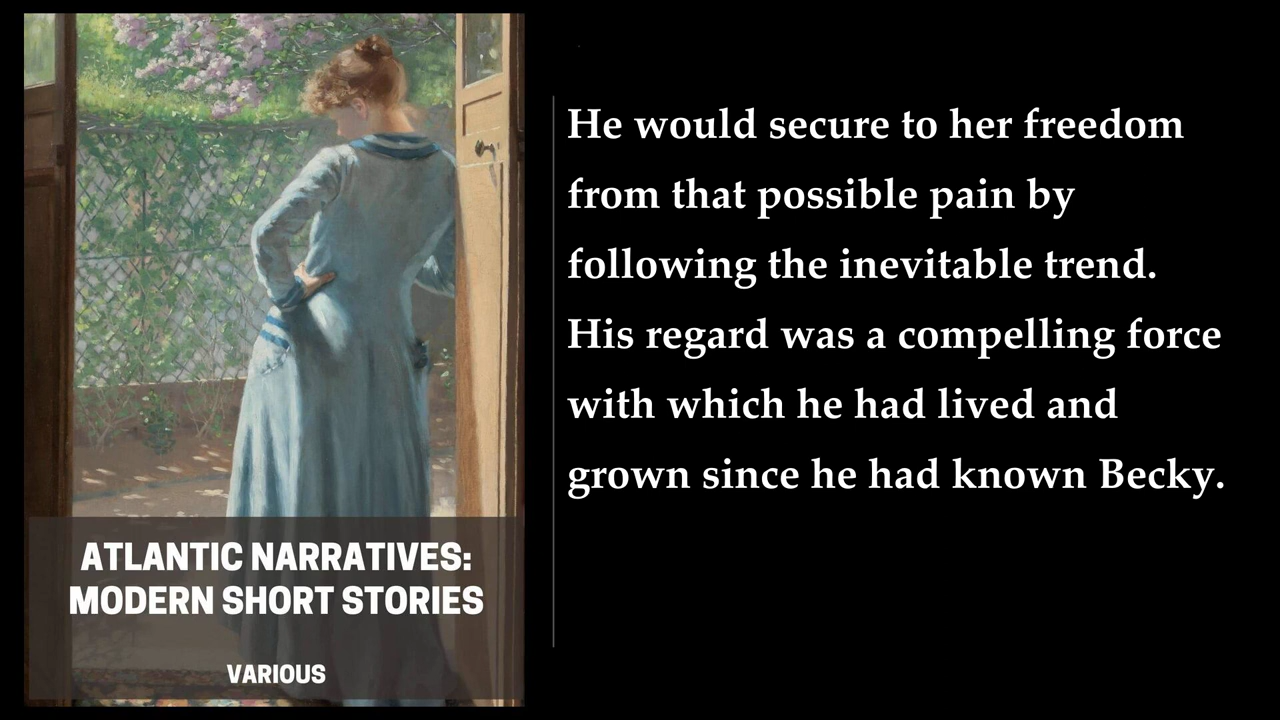 He would secure to her freedom
from that possible pain by
following the inevitable trend.
His regard was a compelling force
with which he had lived and
grown since he had known Becky.
ATLANTIC NARRATIVES:
MODERN SHORT STORIES
VARIOUS